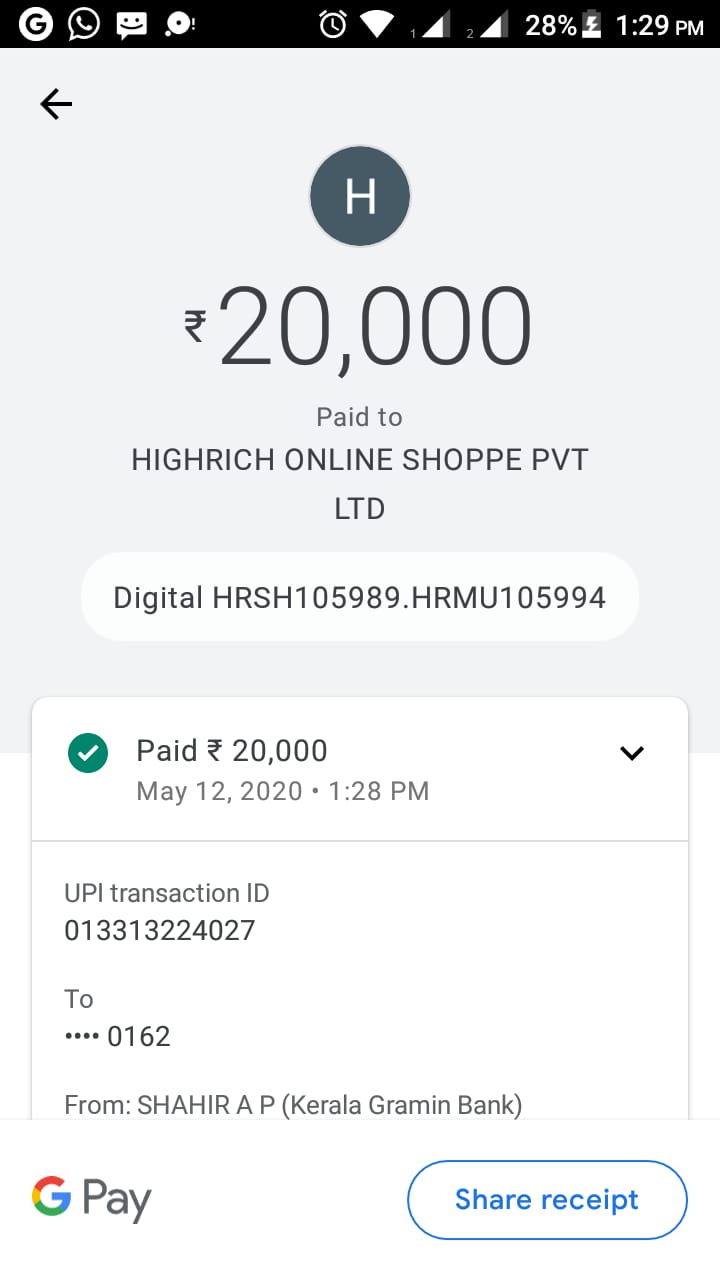 1 2 28% 1:29 PM
H
₹20,000
Paid to
HIGHRICH ONLINE SHOPPE PVT
LTD
Digital HRSH105989.HRMU105994
Paid ₹ 20,000
May 12, 2020 • 1:28 PM
UPI transaction ID
013313224027
To
•••• 0162
From: SHAHIR A P (Kerala Gramin Bank)
G Pay
Share receipt